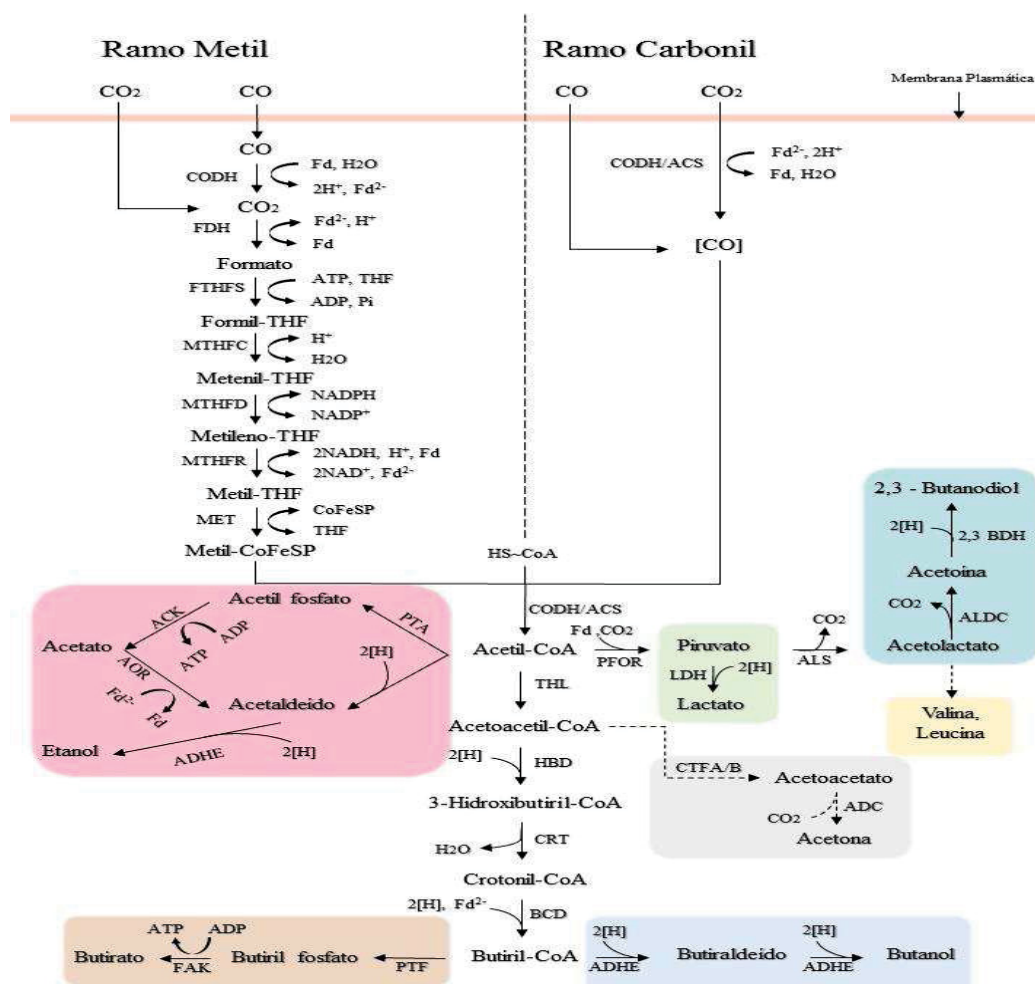 Ramo Metil
Ramo Carbonil
CO2
CO
CO
CO2
Membrana Plasmática
CO
CODH
Fd, H2O
2H+, Fd2-
CO2
FDH
Fd2-, H+
Fd
Formato
FTHFS
ATP, THF
ADP, Pi
Formil-THF
MTHFC
H+
H2O
Metenil-THF
MTHFD
NADPH
NADP+
Metileno-THF
MTHFR
2NADH, H+, Fd
2NAD+, Fd2-
Metil-THF
MET
CoFeSP
THF
Metil-CoFeSP
CODH/ACS
Fd2-, 2H+
Fd, H2O
[CO]
HS~CoA
CODH/ACS
Acetil fosfato
ACK
PTA
ADP
ATP
Acetato
2[H]
AOR
Fd2-
Fd
Acetaldeido
Etanol
ADHE
2[H]
Acetil-CoA
Fd ,CO2
PFOR
Piruvato
LDH
2[H]
Lactato
CO2
ALS
2,3 - Butanodiol
2[H]
2,3 BDH
Acetoina
CO2
ALDC
Acetolactato
Valina,
Leucina
THL
Acetoacetil-CoA
CTFA/B
Acetoacetato
CO2
ADC
Acetona
2[H]
HBD
3-Hidroxibutiril-CoA
H2O
CRT
Crotonil-CoA
2[H], Fd2-
BCD
Butiril-CoA
PTF
Butiril fosfato
ATP
ADP
FAK
Butirato
2[H]
ADHE
Butiraldeido
2[H]
ADHE
Butanol